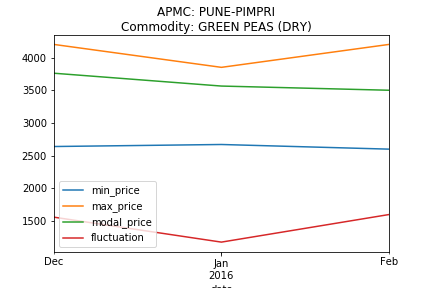 APMC: PUNE-PIMPRI
Commodity: GREEN PEAS (DRY)
4000
3500
3000
2500
2000
1500
min_price
max_price
modal_price
fluctuation
Dec
Jan
Feb
2016
date